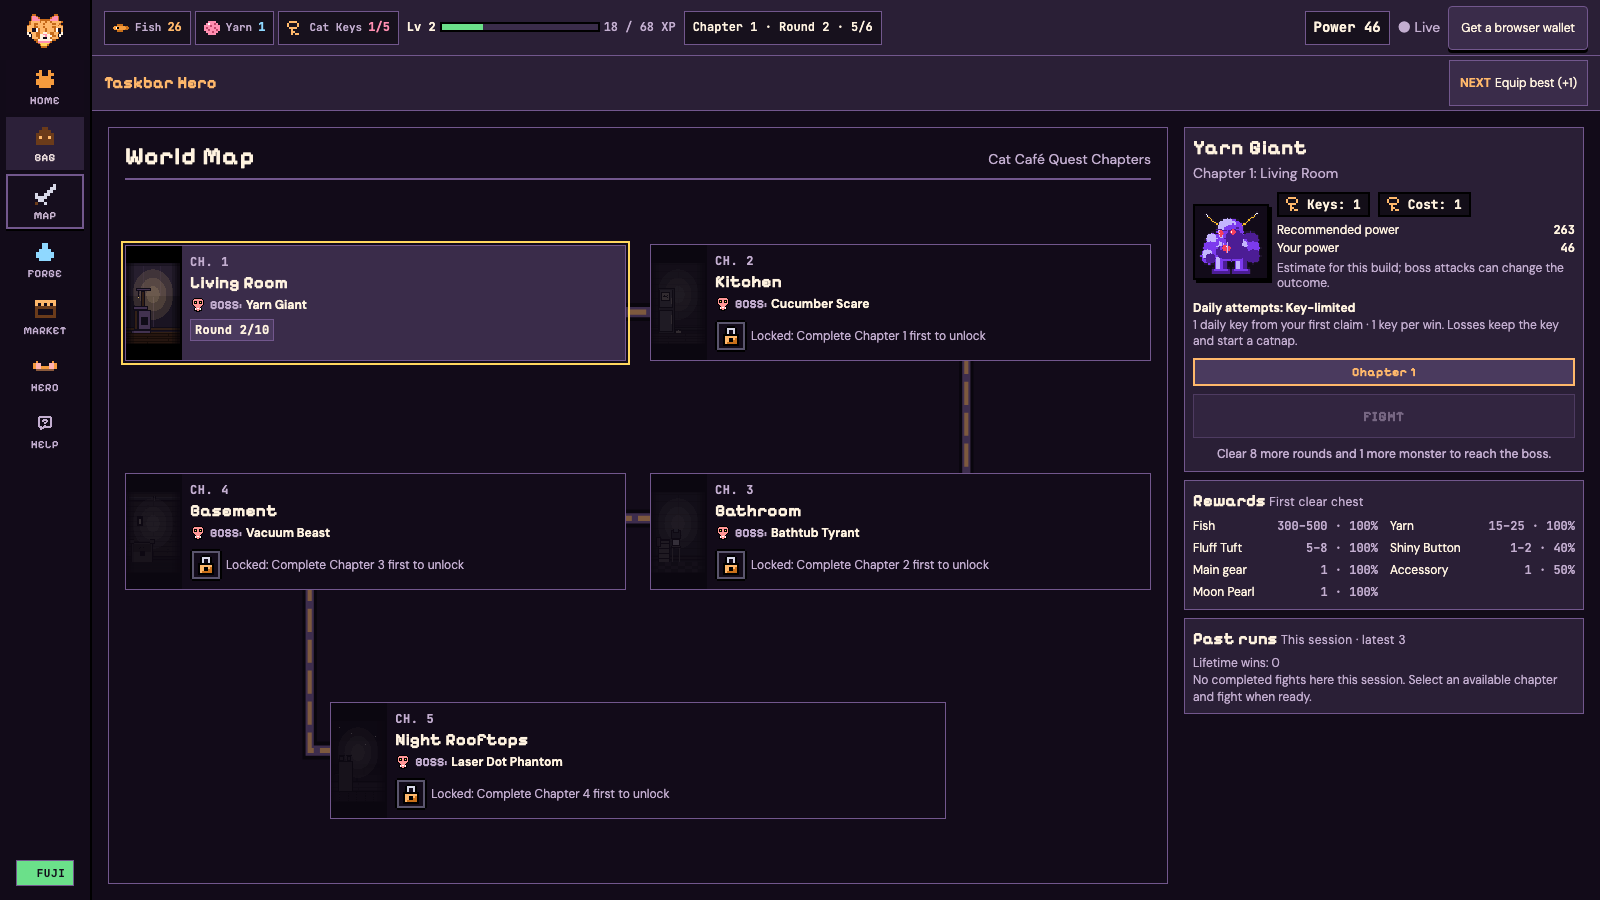 Fish 26
Yarn 1
Cat Keys 1/5
Lv 2
18 / 68 XP
Chapter 1 · Round 2 · 5/6
Power 46
Live
Get a browser wallet
HOME
BAG
MAP
FORGE
MARKET
HERO
HELP
FUJI
Taskbar Hero
NEXT Equip best (+1)
World Map
Cat Café Quest Chapters
CH. 1
Living Room
BOSS: Yarn Giant
Round 2/10
CH. 2
Kitchen
BOSS: Cucumber Scare
Locked: Complete Chapter 1 first to unlock
CH. 4
Basement
BOSS: Vacuum Beast
Locked: Complete Chapter 3 first to unlock
CH. 3
Bathroom
BOSS: Bathtub Tyrant
Locked: Complete Chapter 2 first to unlock
CH. 5
Night Rooftops
BOSS: Laser Dot Phantom
Locked: Complete Chapter 4 first to unlock
Yarn Giant
Chapter 1: Living Room
Keys: 1
Cost: 1
Recommended power 263
Your power 46
Estimate for this build; boss attacks can change the
outcome.
Daily attempts: Key-limited
1 daily key from your first claim · 1 key per win. Losses keep the key
and start a catnap.
Chapter 1
FIGHT
Clear 8 more rounds and 1 more monster to reach the boss.
Rewards First clear chest
Fish 300–500 · 100% Yarn 15–25 · 100%
Fluff Tuft 5–8 · 100% Shiny Button 1–2 · 40%
Main gear 1 · 100% Accessory 1 · 50%
Moon Pearl 1 · 100%
Past runs This session · latest 3
Lifetime wins: 0
No completed fights here this session. Select an available chapter
and fight when ready.